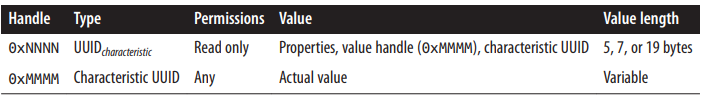 Handle Type Permissions Value Value length
0xNNNN UUIDcharacteristic Read only Properties, value handle (0xMMMM), characteristic UUID 5, 7, or 19 bytes
0xMMMM Characteristic UUID Any Actual value Variable